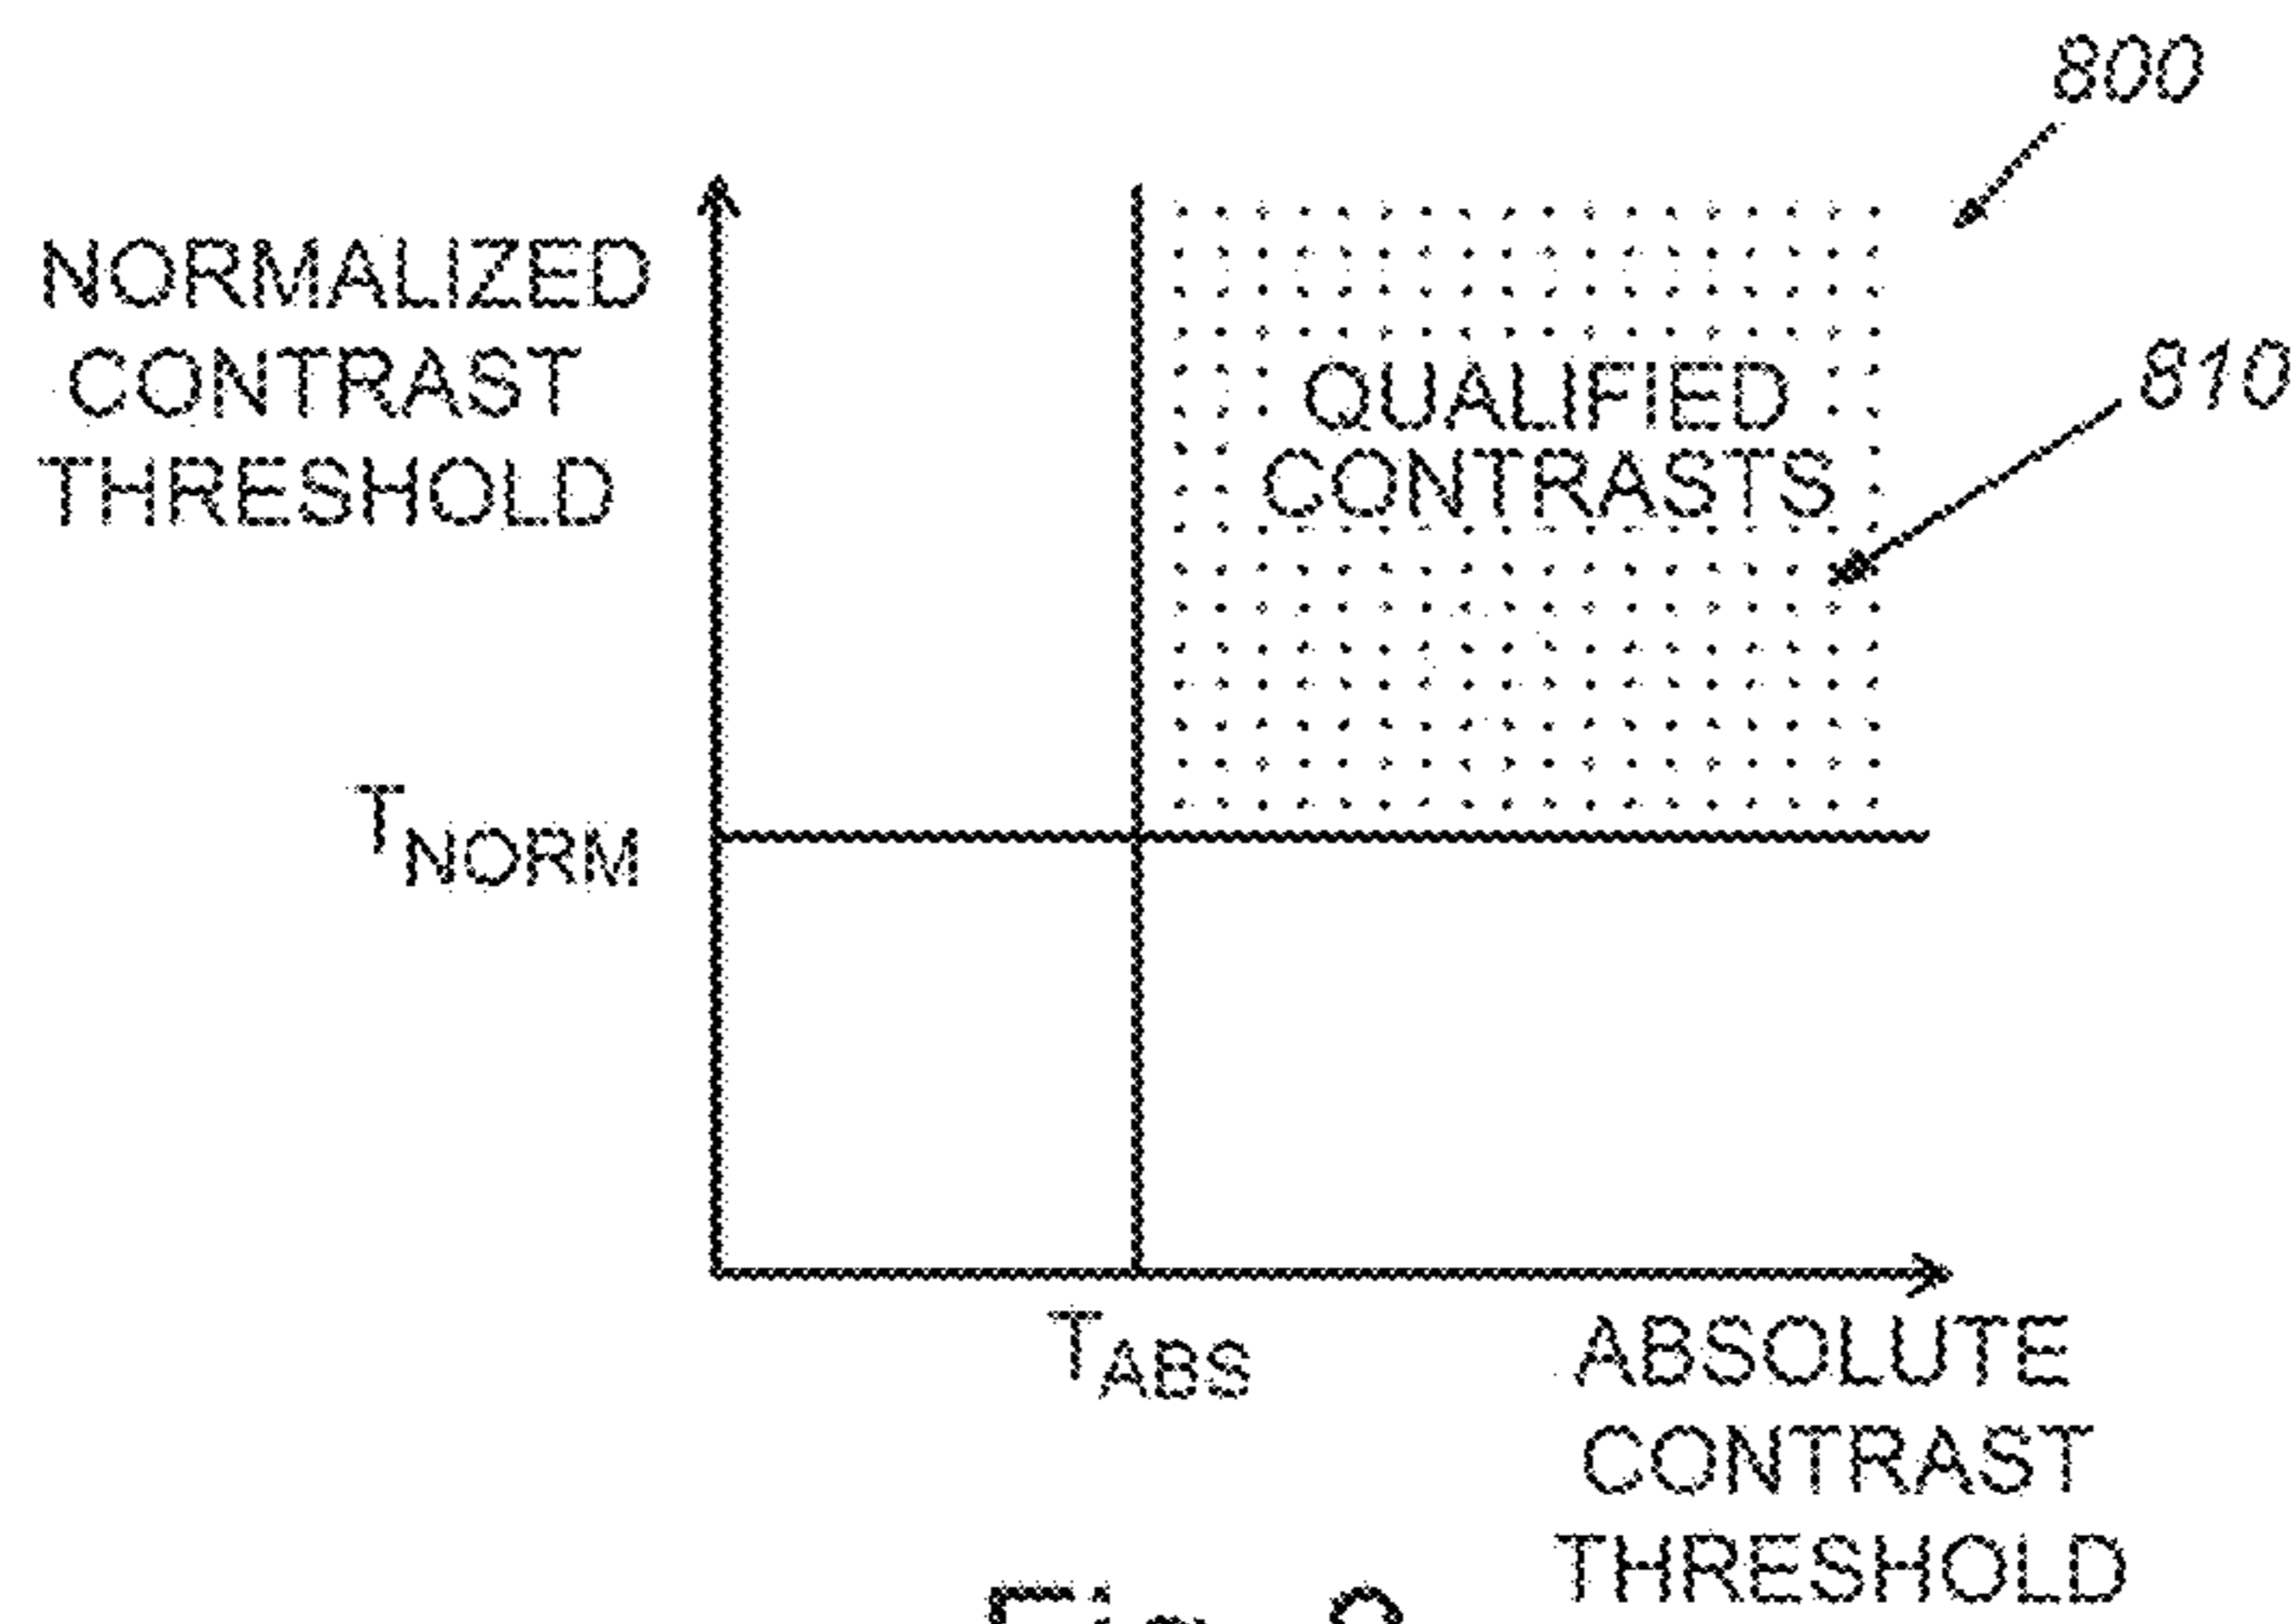 800
NORMALIZED
CONTRAST
THRESHOLD
810
QUALIFIED
CONTRASTS
TNORM
TABS
ABSOLUTE
CONTRAST
THRESHOLD